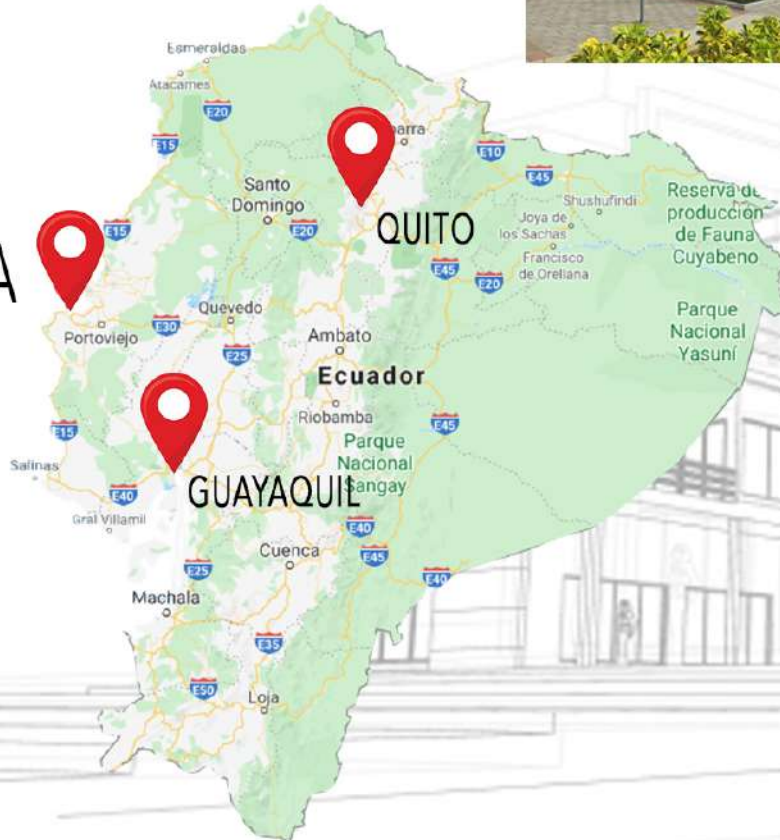 Esmeraldas
Atacames
E20
E15
barra
E10
E45
Santo
Domingo
Shushufindi
Reserva de
producción
de Fauna
Cuyabeno
Joya de
los Sachas
E15
E20
QUITO
A
Francisco
de Orellana
E45
E20
Quevedo
Portoviejo
E30
Ambato
Parque
Nacional
Yasuní
E25
Ecuador
Riobamba
E15
E45
Parque
Nacional
Sangay
Salinas
E40
GUAYAQUIL
Gral Villamil
E40
Cuenca
E45
E25
E40
Machala
E35
E50
Loja